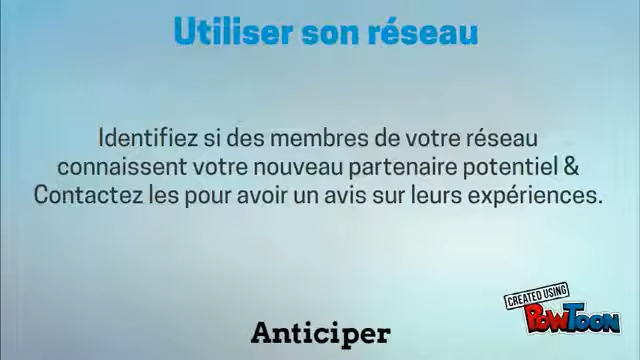 Utiliser son réseau
Identifiez si des membres de votre réseau
connaissent votre nouveau partenaire potentiel &
Contactez les pour avoir un avis sur leurs expériences.
CREATED USING
POWTOON
Anticiper